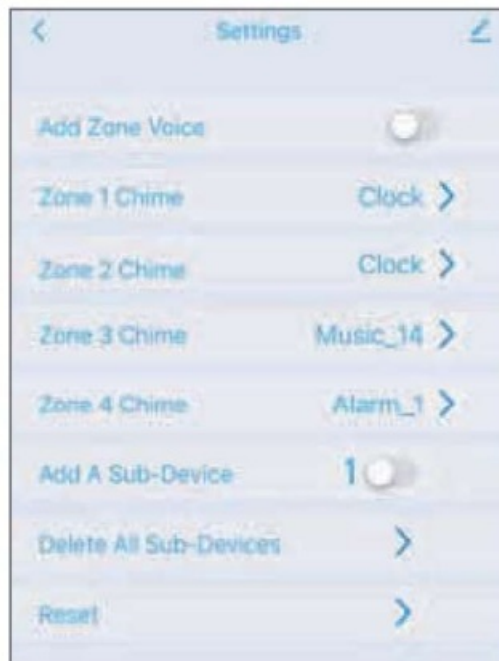 Settings
Add Zone Voice
Zone 1 Chime Clock
Zone 2 Chime Clock
Zone 3 Chime Music_14
Zone 4 Chime Alarm_1
Add A Sub-Device 1
Delete All Sub-Devices
Reset